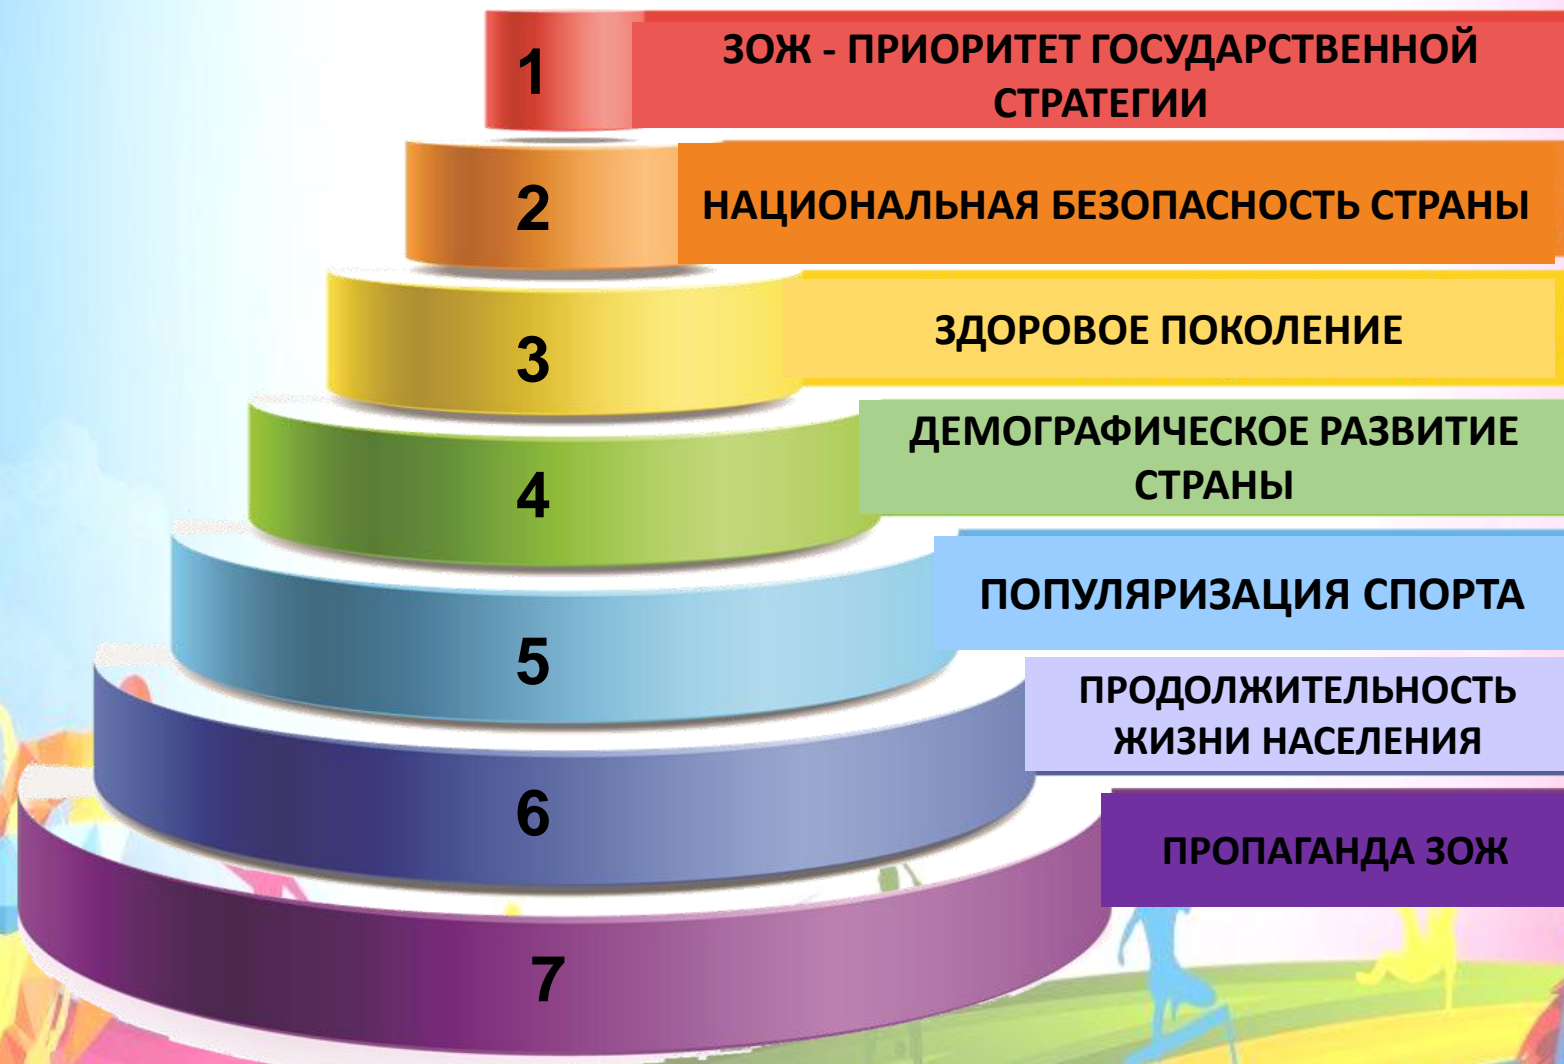 1
ЗОЖ - ПРИОРИТЕТ ГОСУДАРСТВЕННОЙ
СТРАТЕГИИ
2
НАЦИОНАЛЬНАЯ БЕЗОПАСНОСТЬ СТРАНЫ
3
ЗДОРОВОЕ ПОКОЛЕНИЕ
4
ДЕМОГРАФИЧЕСКОЕ РАЗВИТИЕ
СТРАНЫ
5
ПОПУЛЯРИЗАЦИЯ СПОРТА
6
ПРОДОЛЖИТЕЛЬНОСТЬ
ЖИЗНИ НАСЕЛЕНИЯ
7
ПРОПАГАНДА ЗОЖ